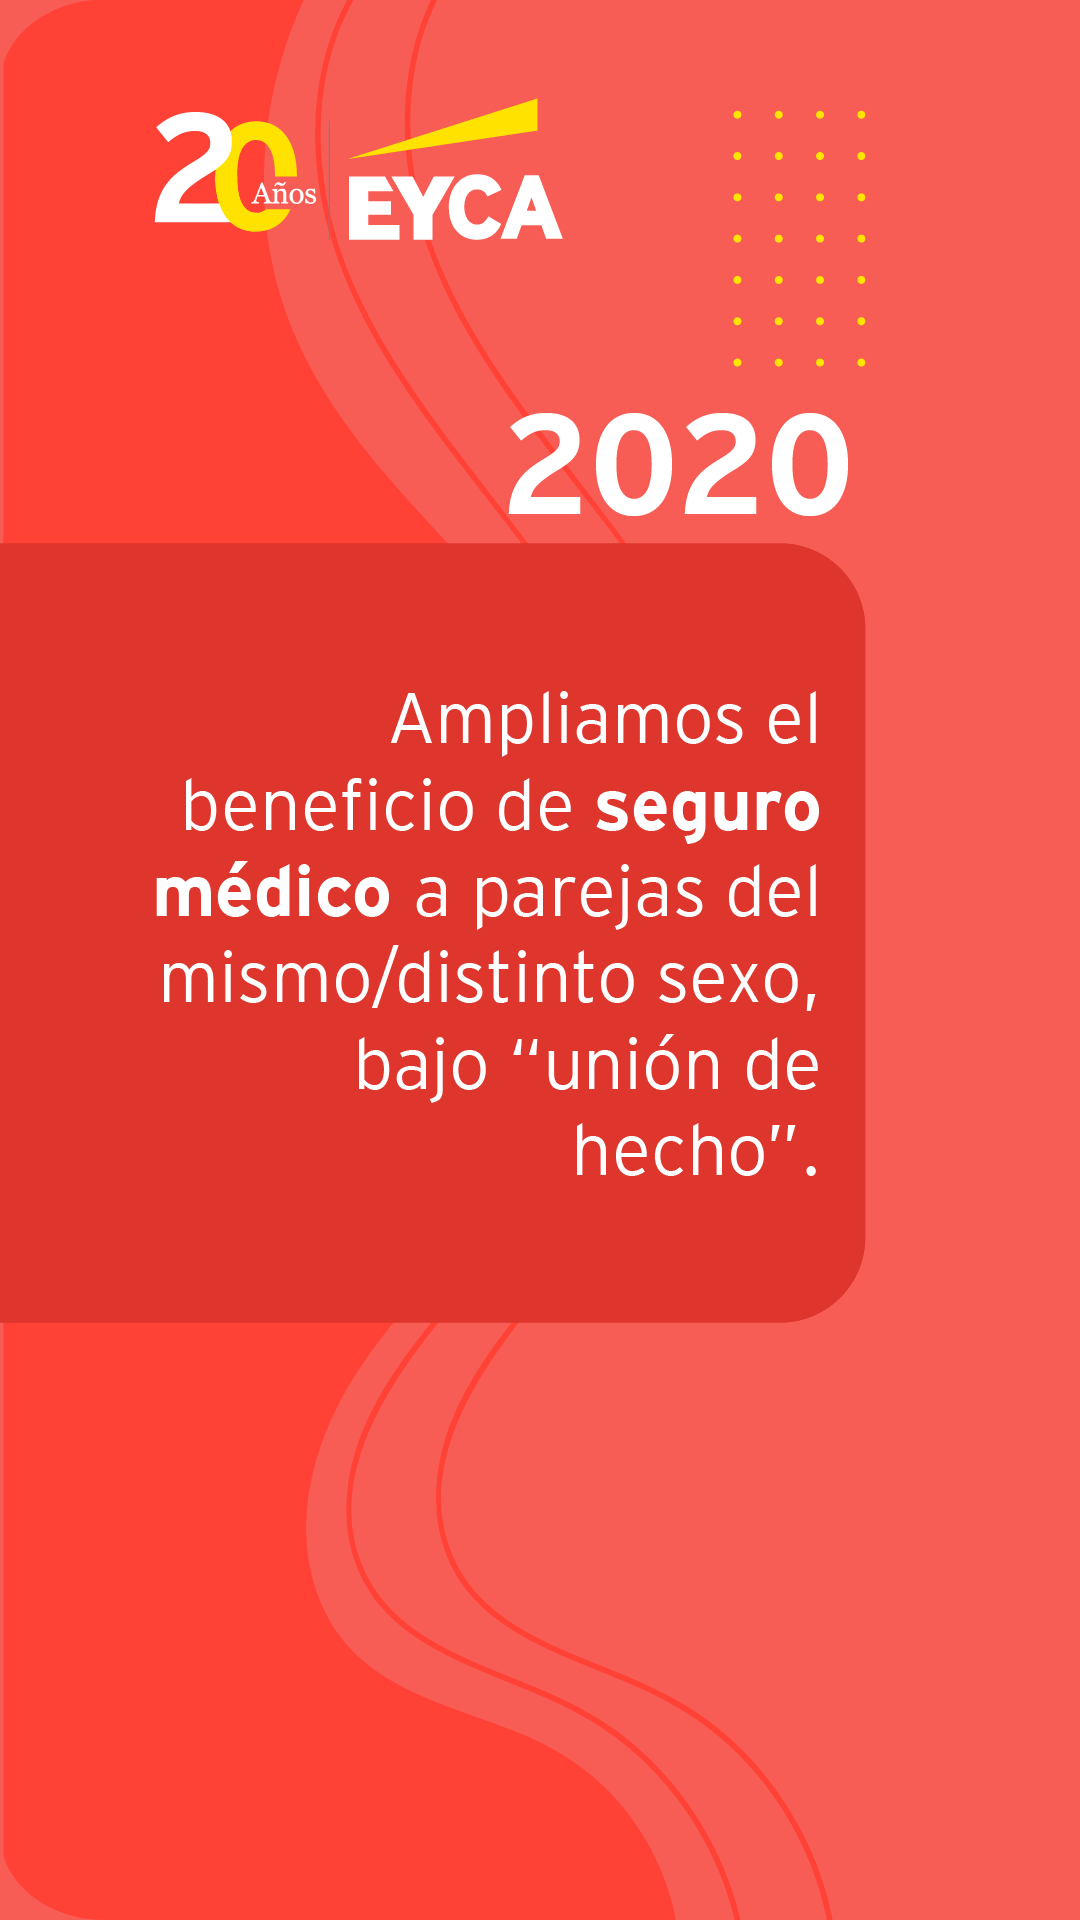 20 Años
EYCA
2020
Ampliamos el
beneficio de seguro
médico a parejas del
mismo/distinto sexo,
bajo “unión de
hecho”.